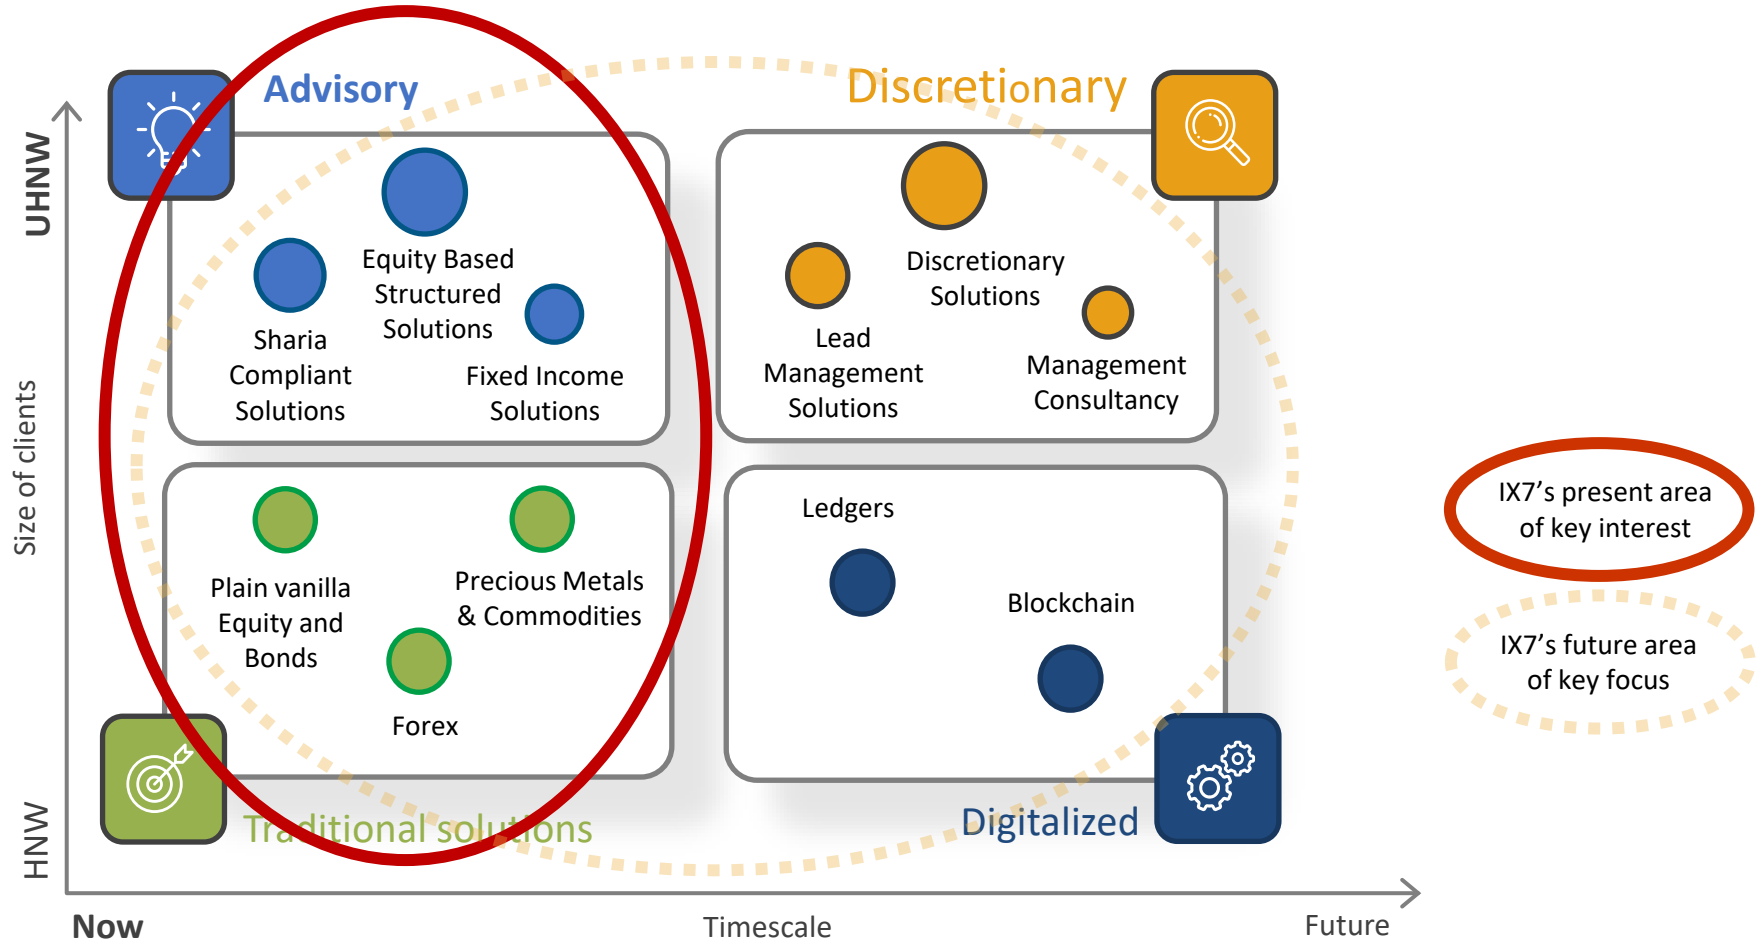 Advisory
Discretionary
UHNW
Size of clients
HNW
Equity Based
Structured
Solutions
Sharia
Compliant
Solutions
Fixed Income
Solutions
Discretionary
Solutions
Lead
Management
Solutions
Management
Consultancy
Plain vanilla
Equity and
Bonds
Precious Metals
& Commodities
Forex
Ledgers
Blockchain
Traditional solutions
Digitalized
Now
Timescale
Future
IX7’s present area
of key interest
IX7’s future area
of key focus